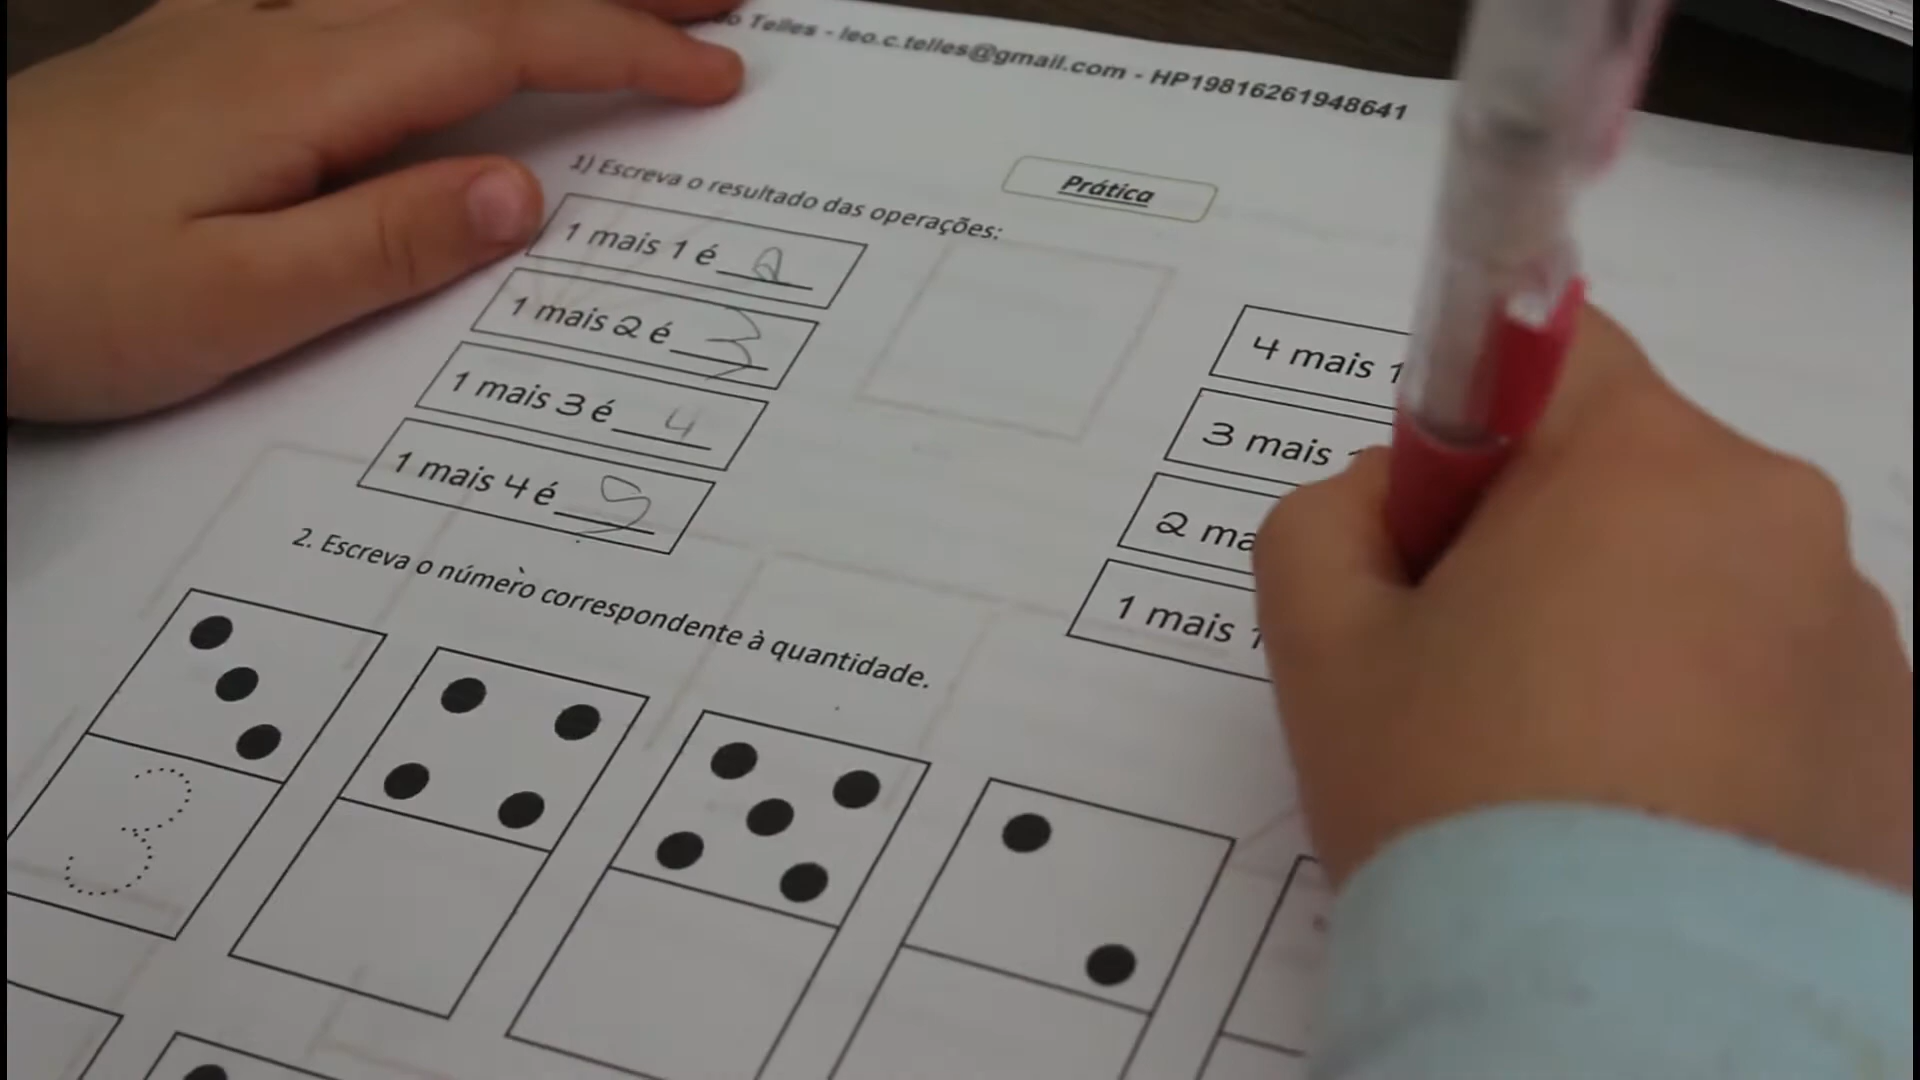 Telles - leo.c.telles@gmail.com - HP19816261948641
Prática
1) Escreva o resultado das operações:
1 mais 1 é 2
1 mais 2 é 3
1 mais 3 é 4
1 mais 4 é 5
4 mais 1
3 mais
2
1 mais 1
2. Escreva o número correspondente à quantidade.
3